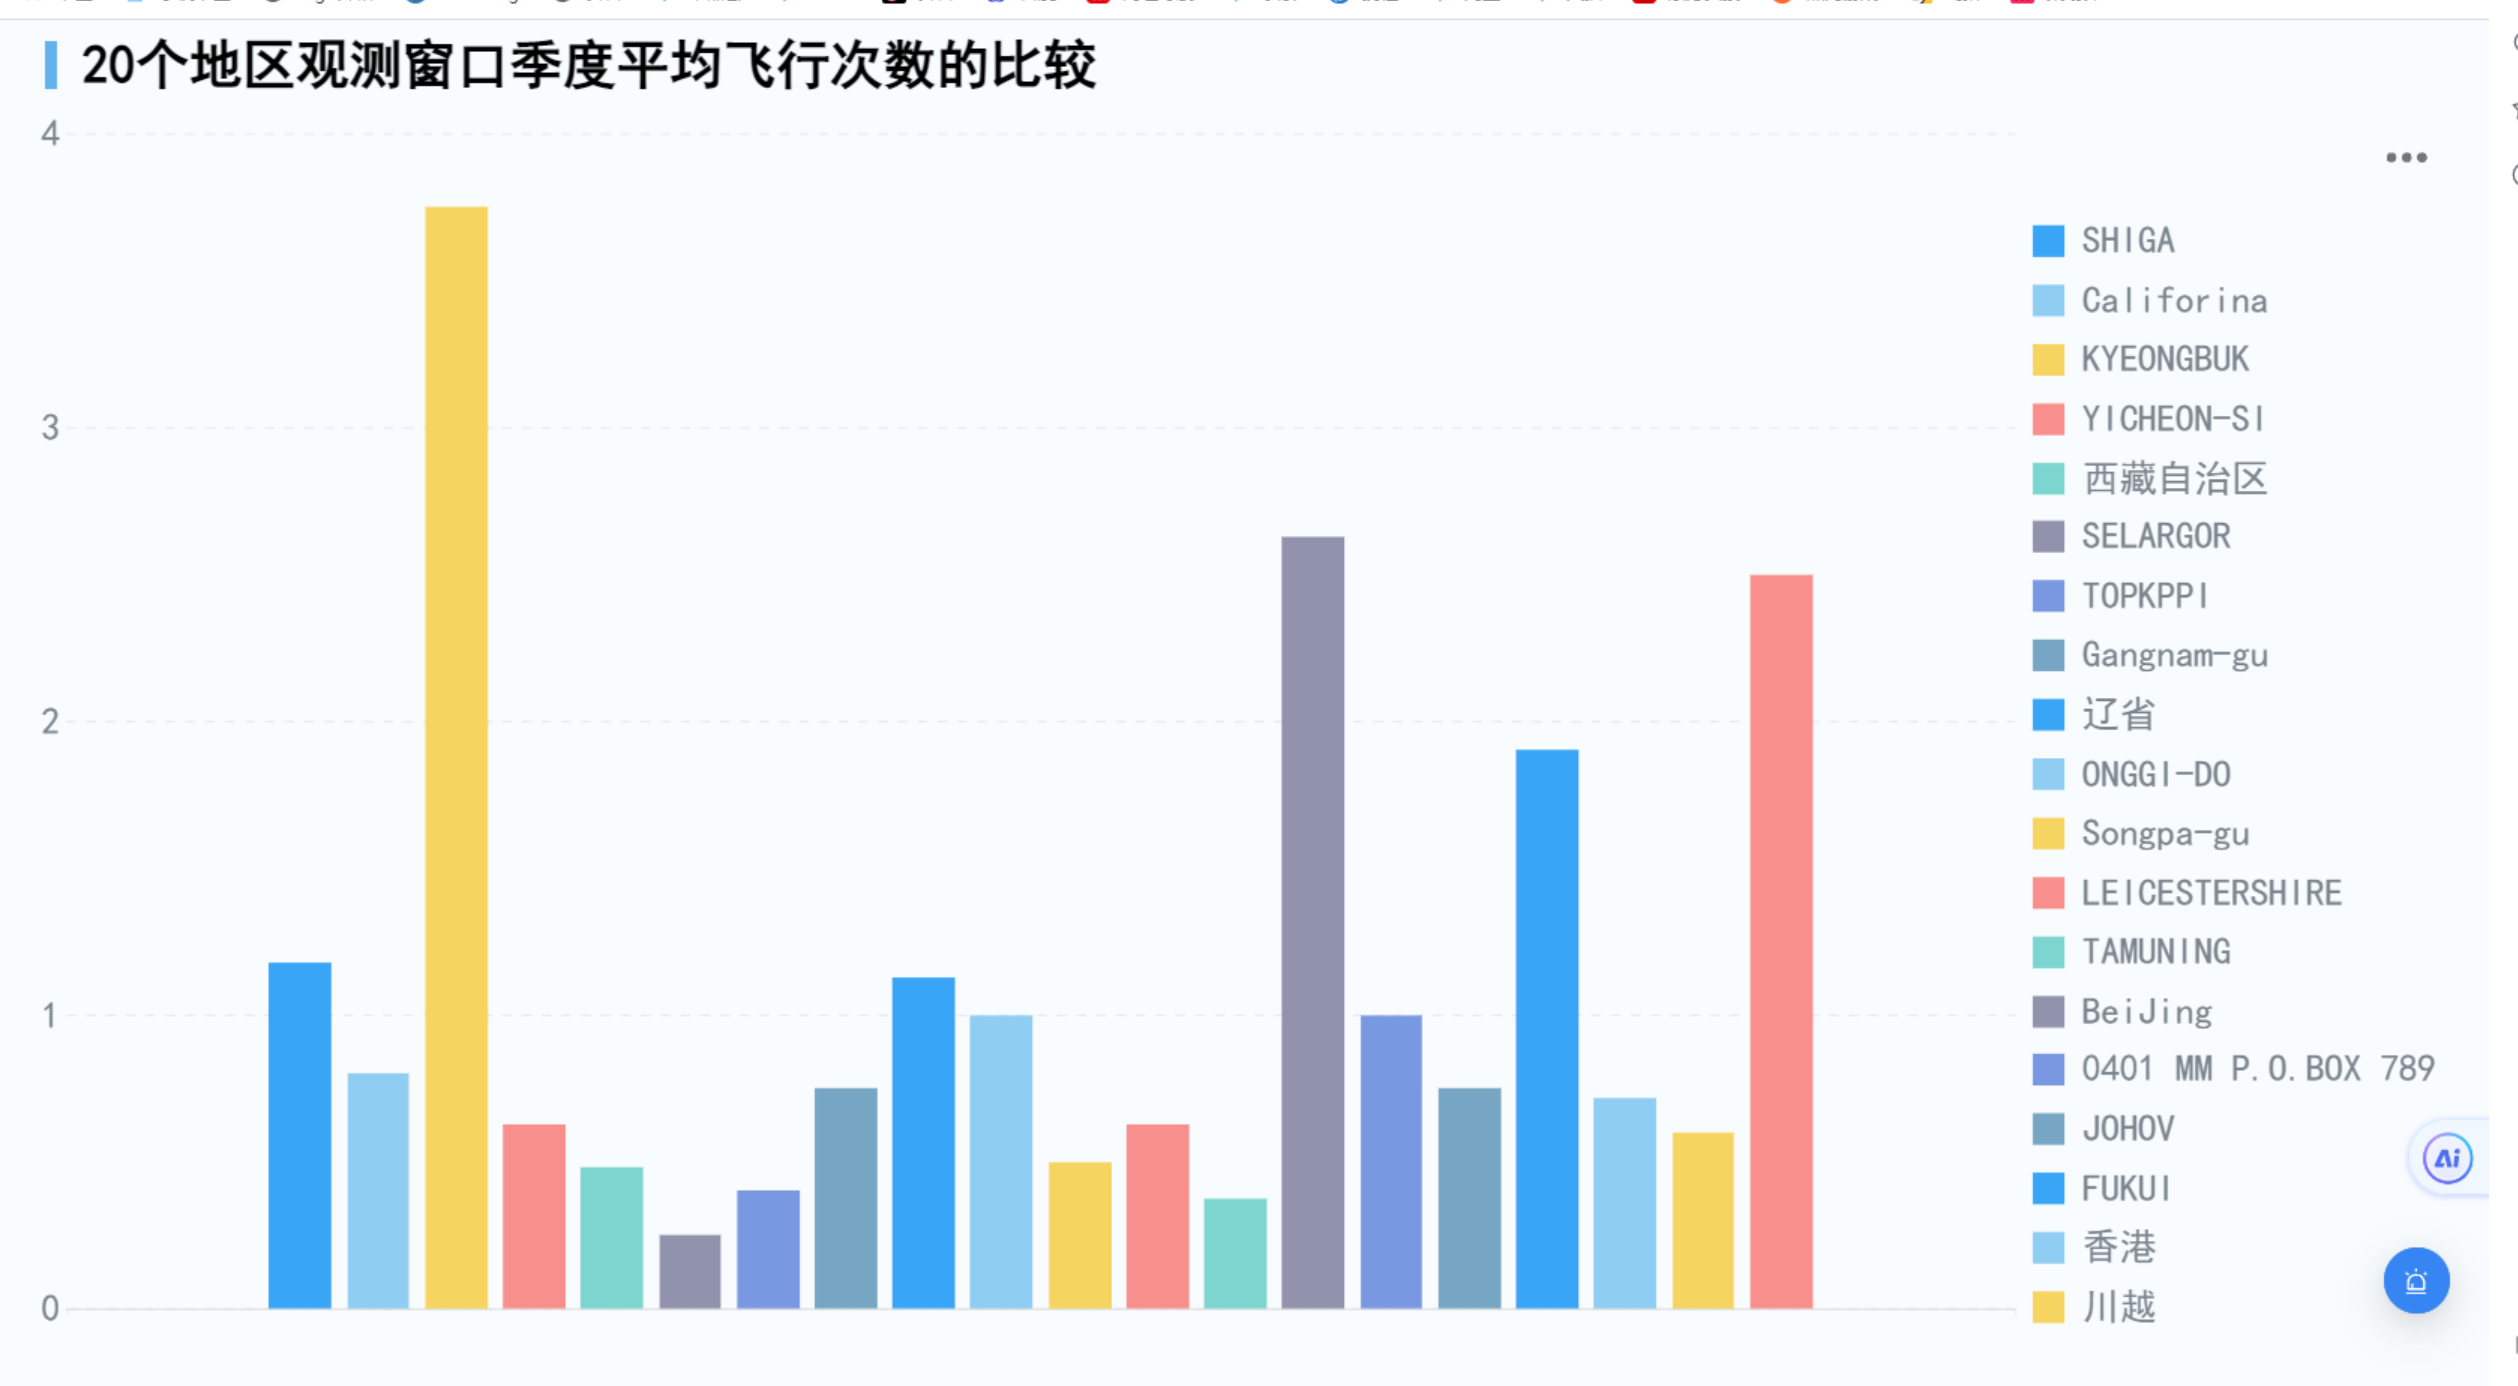 20个地区观测窗口季度平均飞行次数的比较
4
3
2
1
0
SHIGA
Califorina
KYEONGBUK
YICHEON-SI
西藏自治区
SELARGOR
TOPKPPI
Gangnam-gu
辽省
ONGGI-DO
Songpa-gu
LEICESTERSHIRE
TAMUNING
BeiJing
0401 MM P.O.BOX 789
JOHOV
FUKUI
香港
川越
Ai